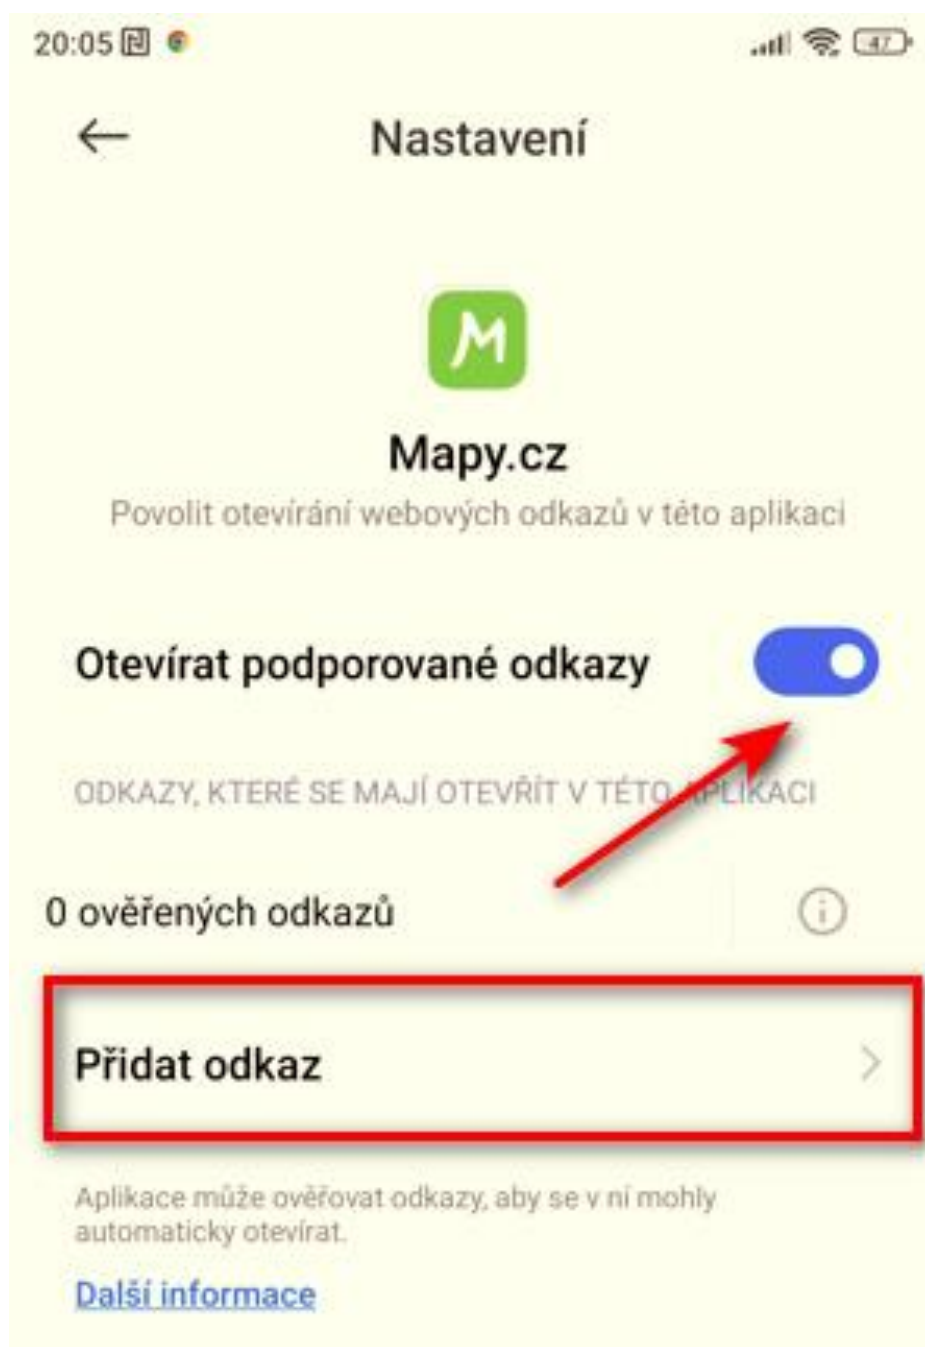 20:05
47
Nastavení
M
Mapy.cz
Povolit otevírání webových odkazů v této aplikaci
Otevírat podporované odkazy
ODKAZY, KTERÉ SE MAJÍ OTEVŘÍT V TÉTO APLIKACI
0 ověřených odkazů
Přidat odkaz
Aplikace může ověřovat odkazy, aby se v ní mohly
automaticky otevírat.
Další informace